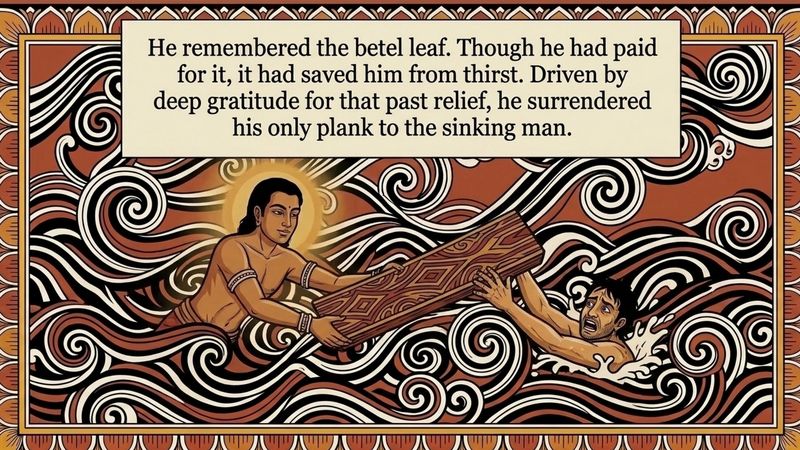 He remembered the betel leaf. Though he had paid
for it, it had saved him from thirst. Driven by
deep gratitude for that past relief, he surrendered
his only plank to the sinking man.